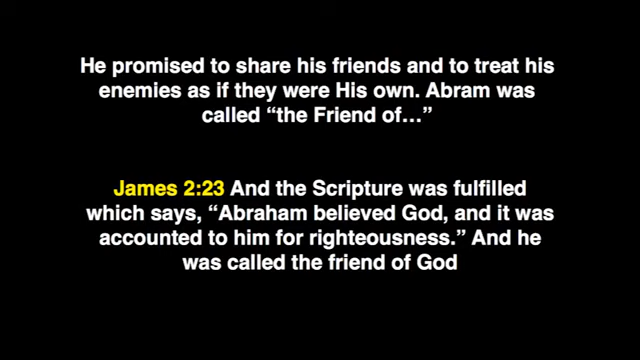 He promised to share his friends and to treat his
enemies as if they were His own. Abram was
called “the Friend of…”
James 2:23 And the Scripture was fulfilled
which says, “Abraham believed God, and it was
accounted to him for righteousness.” And he
was called the friend of God